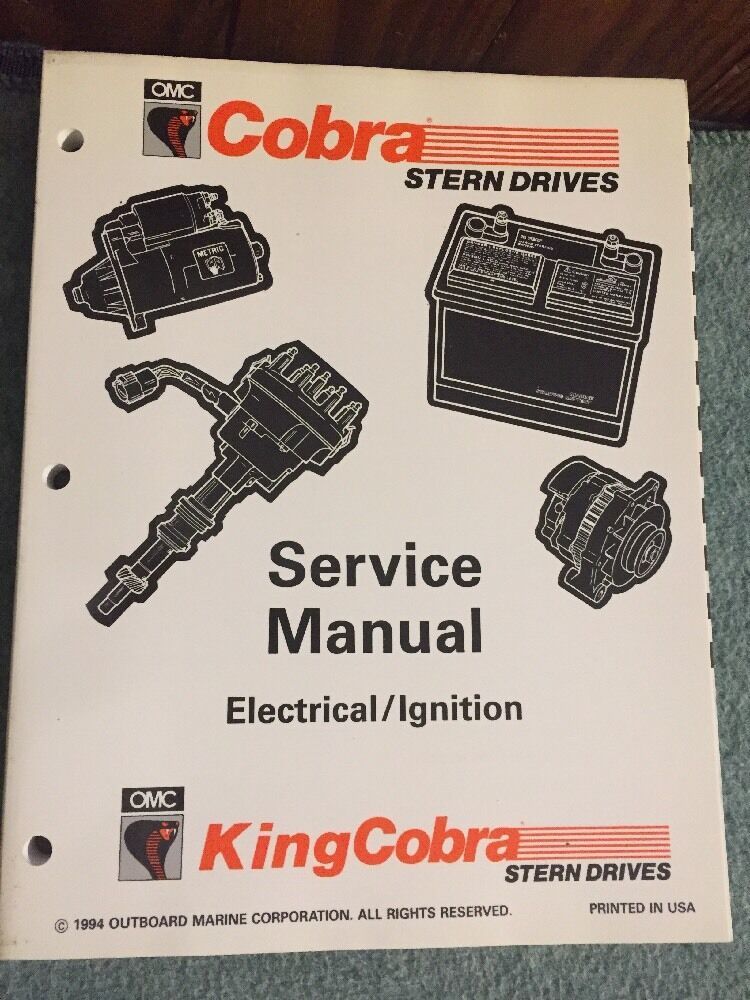 OMC
Cobra®
STERN DRIVES
METRIC
Service
Manual
Electrical/Ignition
OMC
KingCobra
STERN DRIVES
© 1994 OUTBOARD MARINE CORPORATION. ALL RIGHTS RESERVED.
PRINTED IN USA